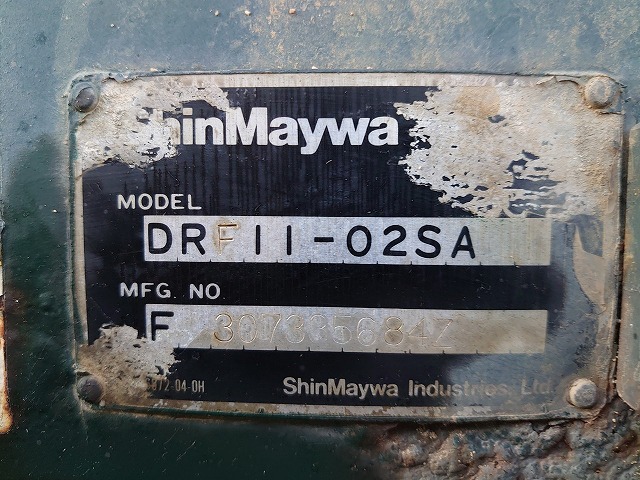 ShinMaywa
MODEL
DRF11-02SA
MFG NO
F
ShinMaywa Industries, Ltd.